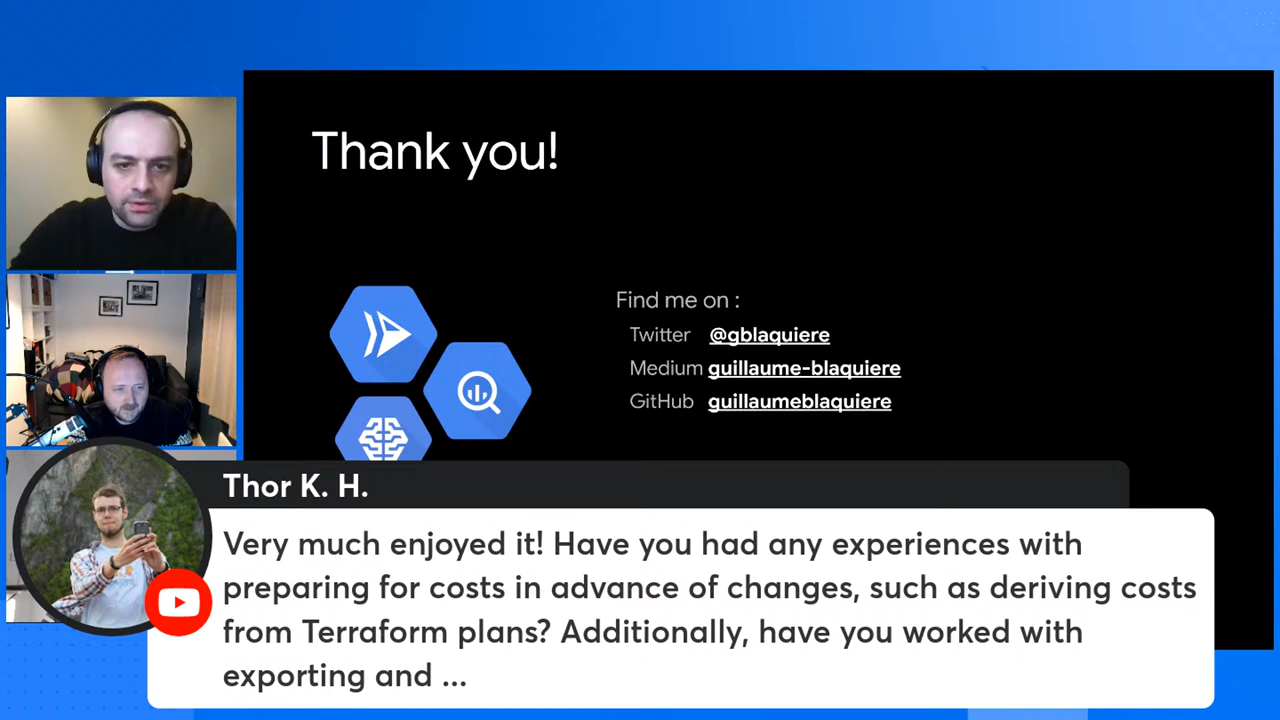 Thank you!
Find me on :
Twitter @gblaquiere
Medium guillaume-blaquiere
GitHub guillaumeblaquiere
Thor K. H.
Very much enjoyed it! Have you had any experiences with
preparing for costs in advance of changes, such as deriving costs
from Terraform plans? Additionally, have you worked with
exporting and ...